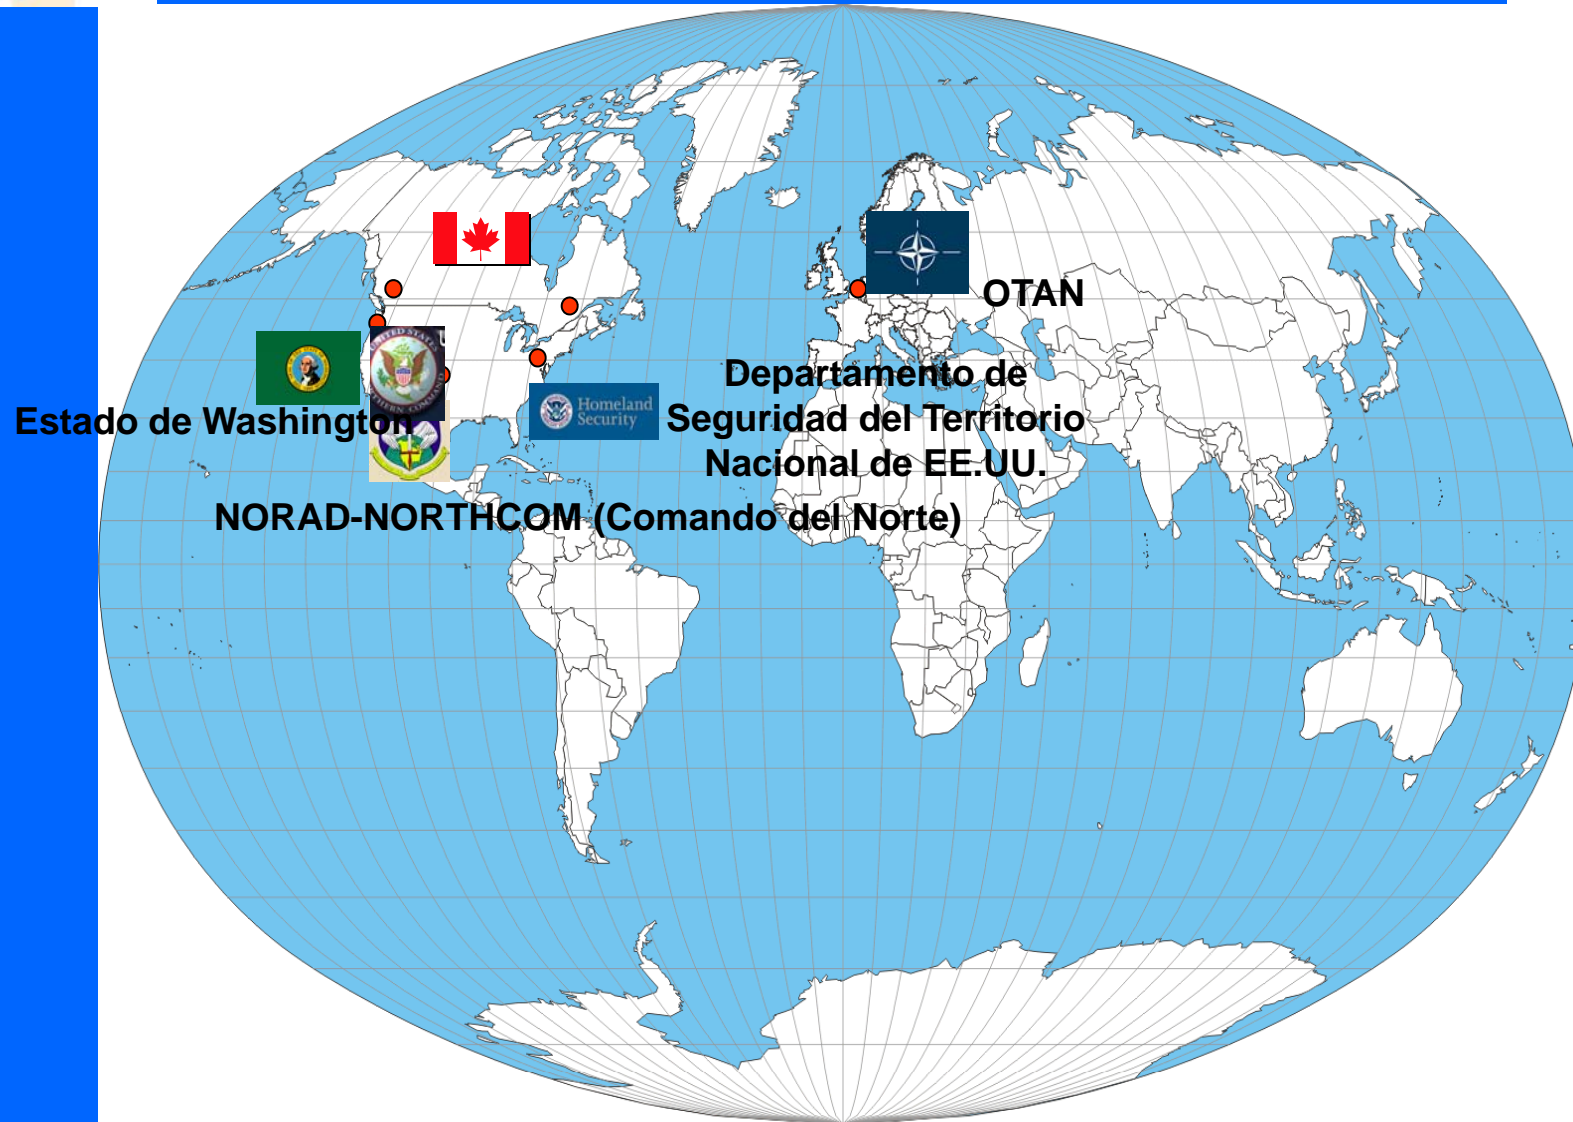 OTAN
Departamento de
Seguridad del Territorio
Nacional de EE.UU.
Homeland
Security
Estado de Washington
NORAD-NORTHCOM (Comando del Norte)